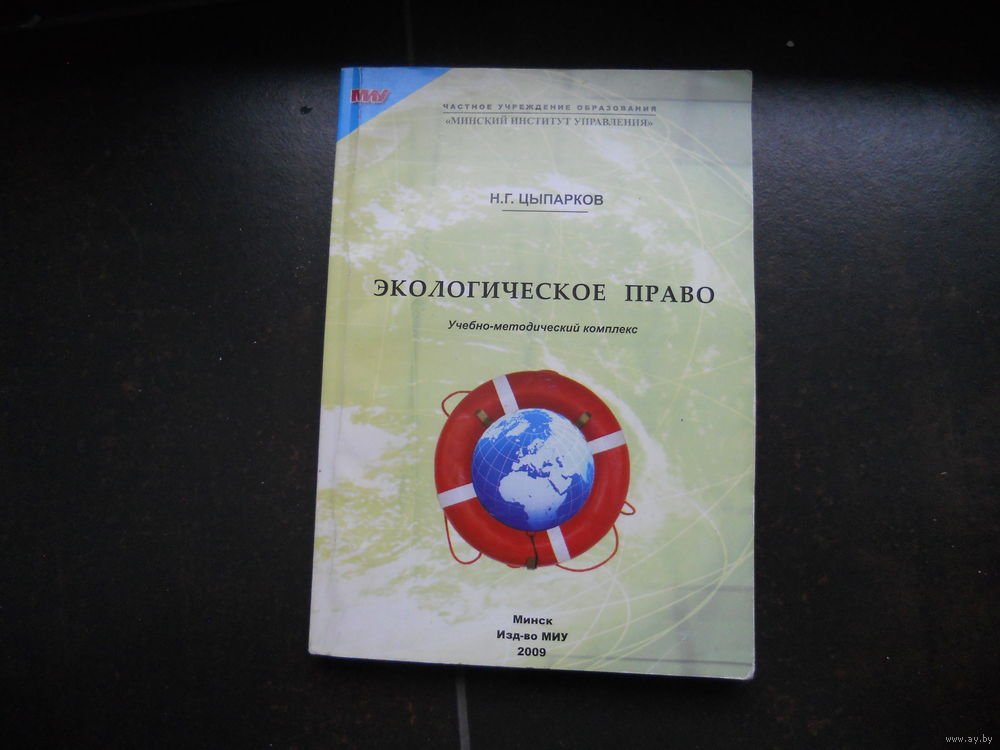 МИУ
ЧАСТНОЕ УЧРЕЖДЕНИЕ ОБРАЗОВАНИЯ
«МИНСКИЙ ИНСТИТУТ УПРАВЛЕНИЯ»
Н.Г. ЦЫПАРКОВ
ЭКОЛОГИЧЕСКОЕ ПРАВО
Учебно-методический комплекс
Минск
Изд-во МИУ
2009
www.ay.by